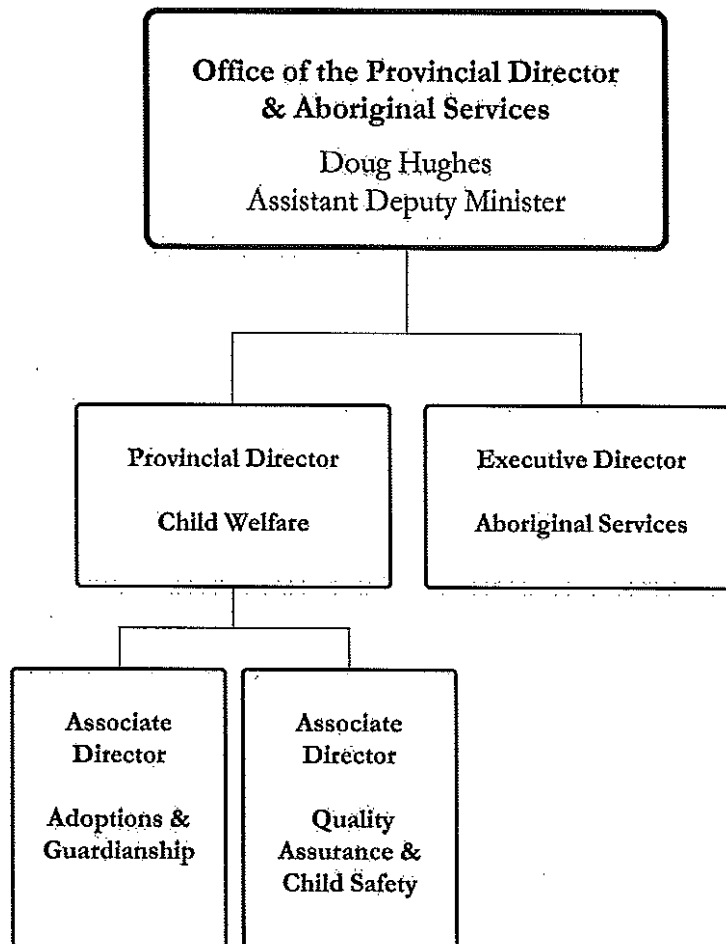 Office of the Provincial Director
& Aboriginal Services
Doug Hughes
Assistant Deputy Minister
Provincial Director
Child Welfare
Executive Director
Aboriginal Services
Associate
Director
Adoptions &
Guardianship
Associate
Director
Quality
Assurance &
Child Safety